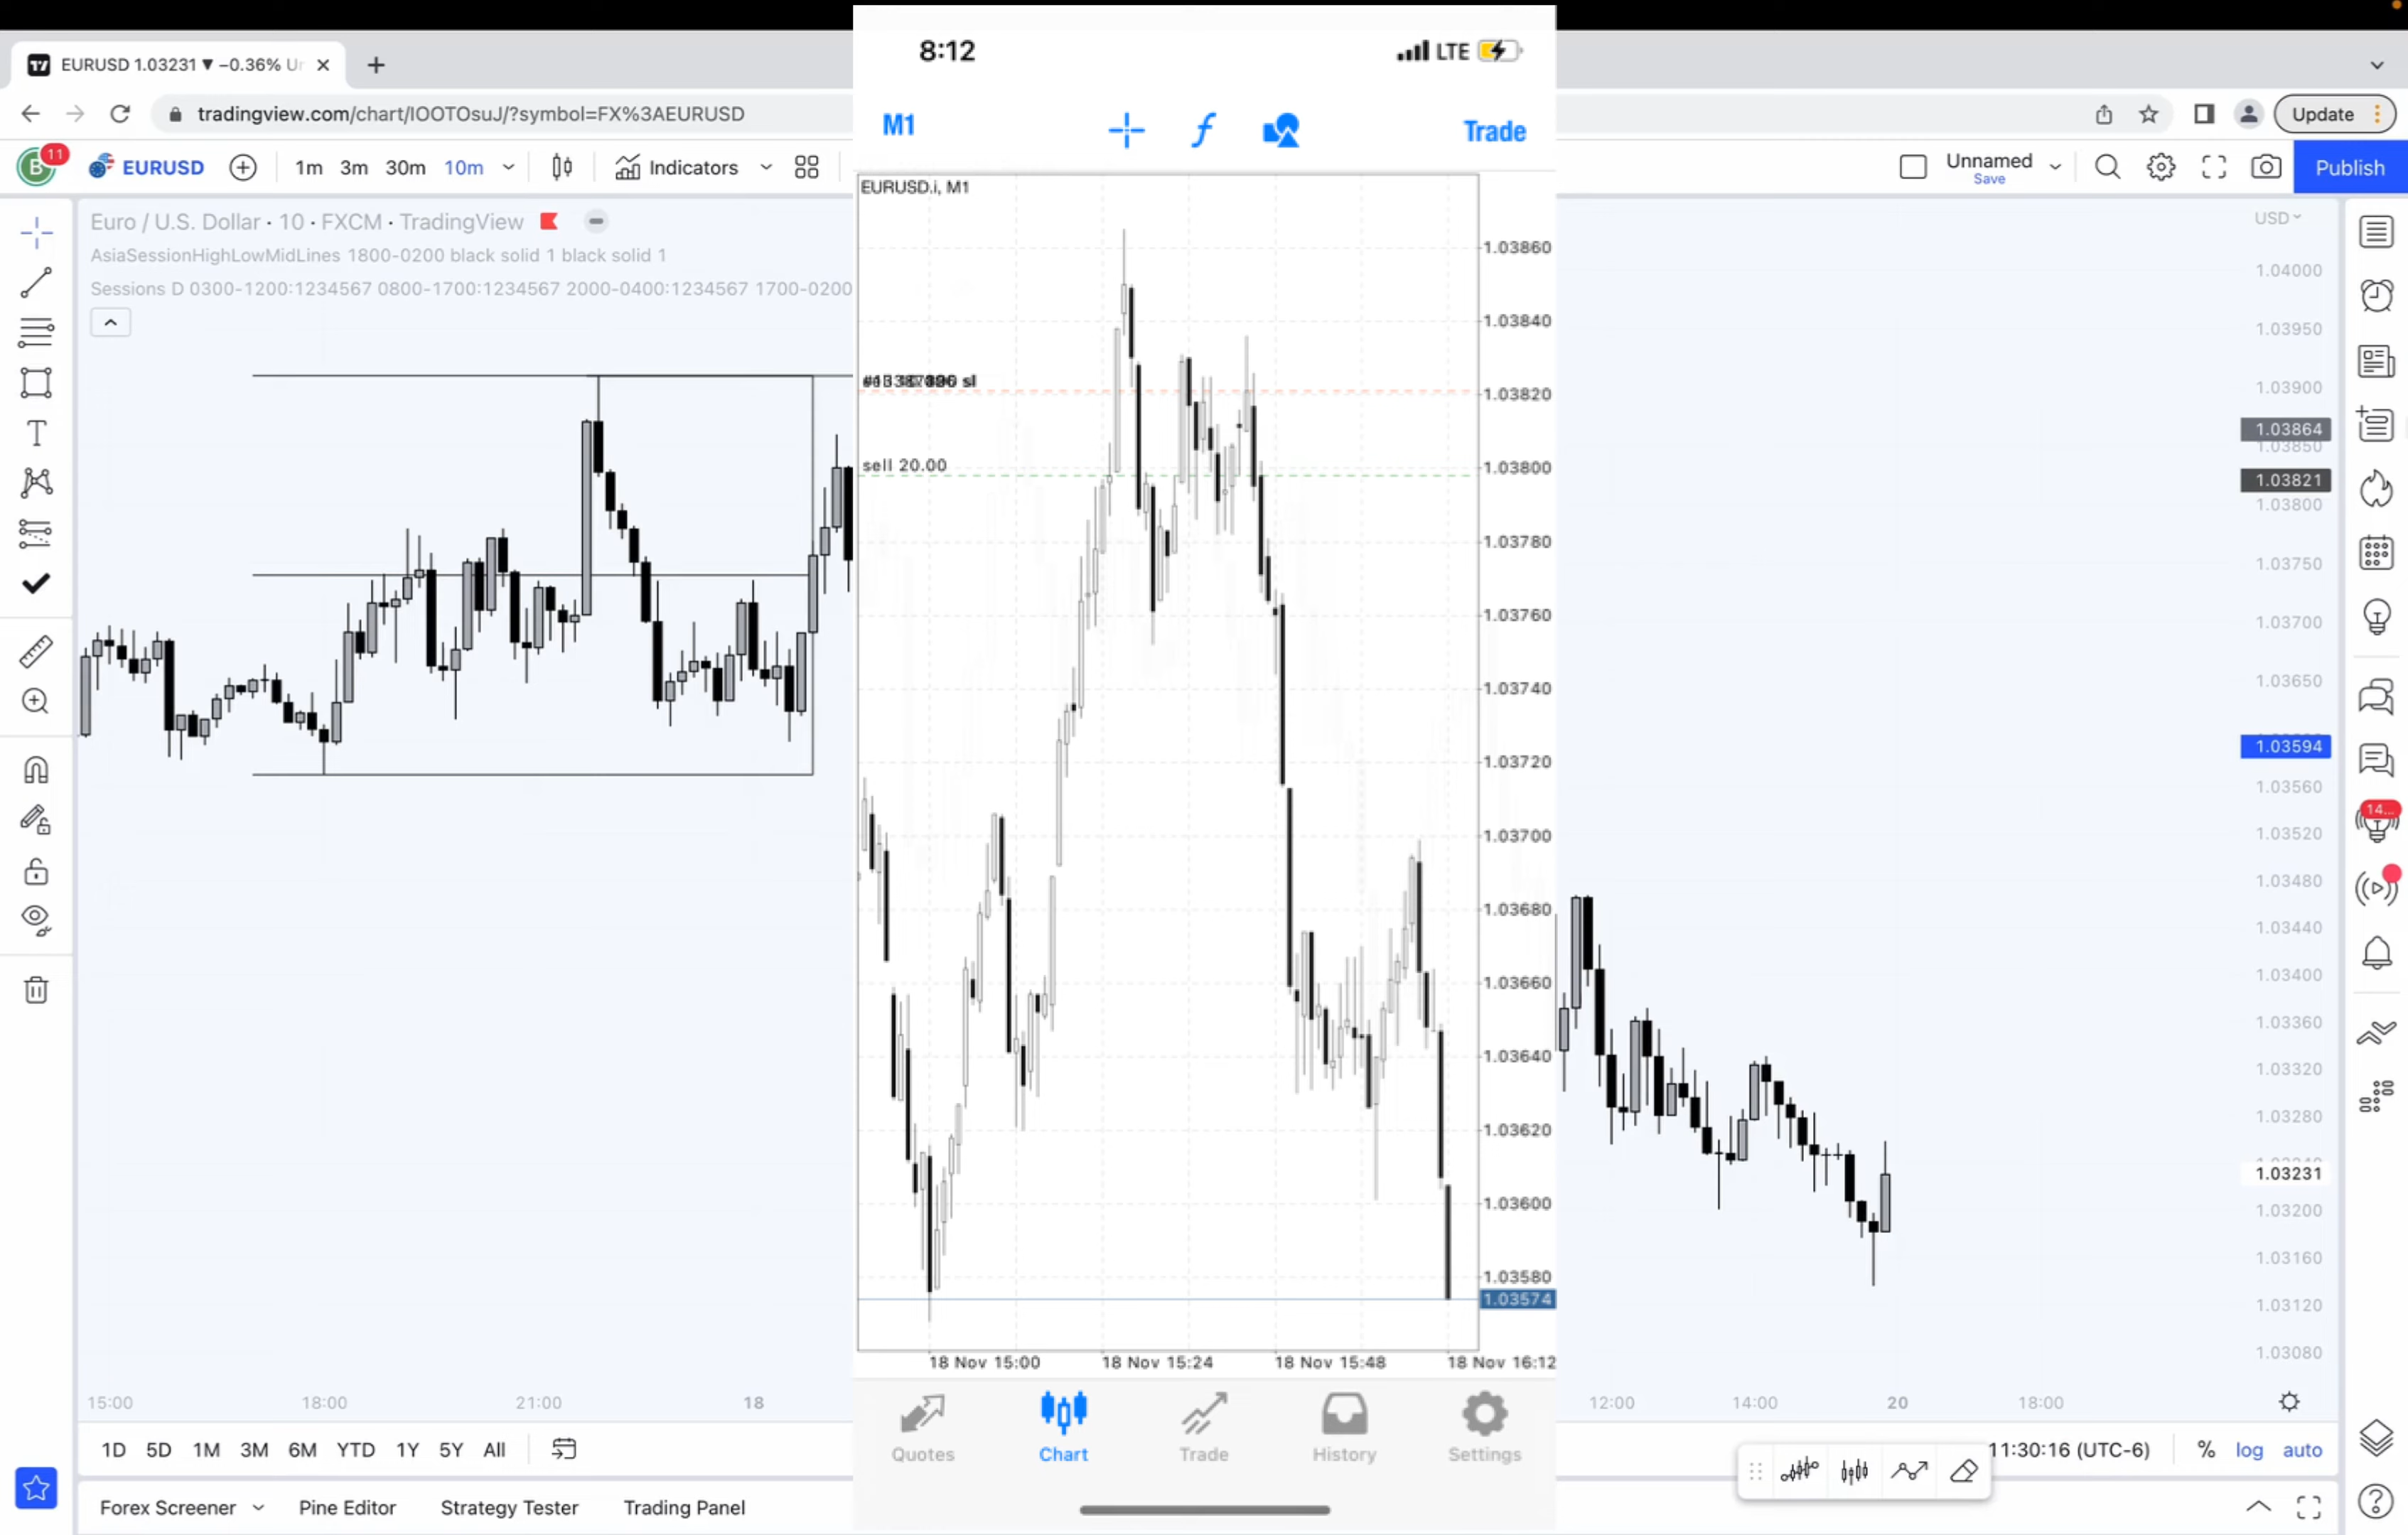 EURUSD 1.03231 ▼ −0.36% Un
tradingview.com/chart/IOOTOsuJ/?symbol=FX%3AEURUSD
Update
B
11
EURUSD
1m 3m 30m 10m
Indicators
Unnamed
Save
Publish
Euro / U.S. Dollar · 10 · FXCM · TradingView
AsiaSessionHighLowMidLines 1800-0200 black solid 1 black solid 1
Sessions D 0300-1200:1234567 0800-1700:1234567 2000-0400:1234567 1700-0200
8:12
LTE
M1
Trade
EURUSD.i, M1
sell 20.00
1.03860
1.03840
1.03820
1.03800
1.03780
1.03760
1.03740
1.03720
1.03700
1.03680
1.03660
1.03640
1.03620
1.03600
1.03580
1.03574
18 Nov 15:00 18 Nov 15:24 18 Nov 15:48 18 Nov 16:12
Quotes Chart Trade History Settings
USD
1.04000
1.03950
1.03900
1.03864
1.03850
1.03821
1.03800
1.03750
1.03700
1.03650
1.03594
1.03560
1.03520
1.03480
1.03440
1.03400
1.03360
1.03320
1.03280
1.03231
1.03200
1.03160
1.03120
1.03080
14...
15:00 18:00 21:00 18
12:00 14:00 20 18:00
1D 5D 1M 3M 6M YTD 1Y 5Y All
11:30:16 (UTC-6) % log auto
Forex Screener Pine Editor Strategy Tester Trading Panel